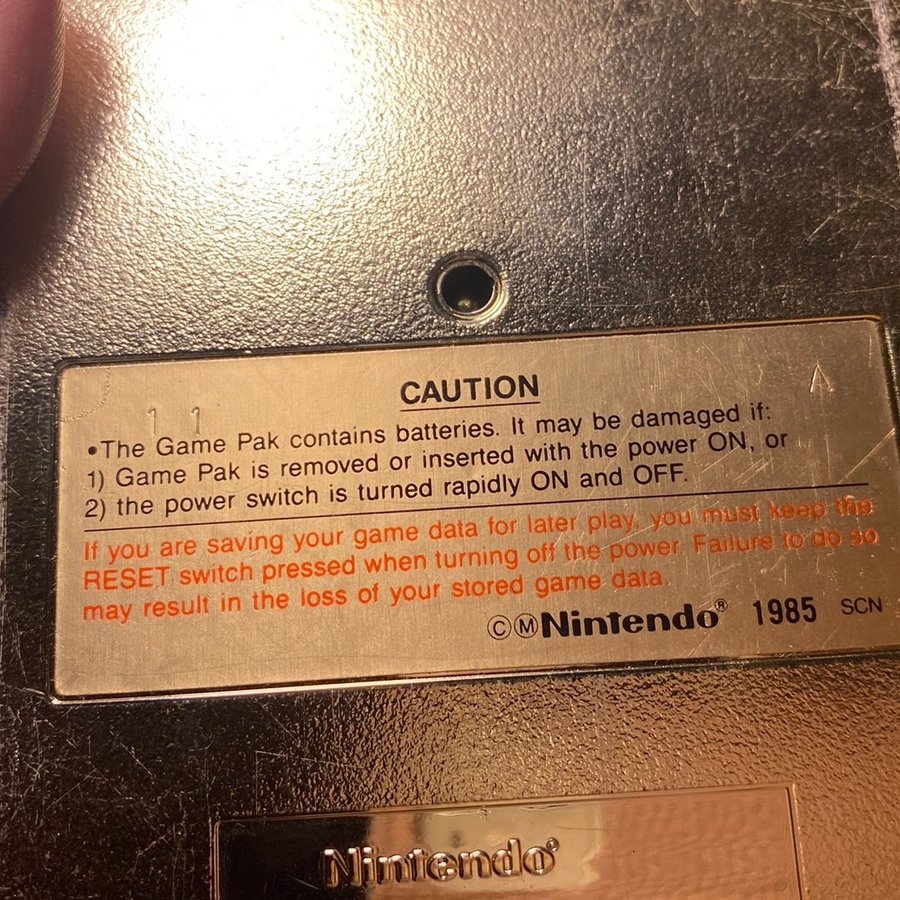 CAUTION
1 1
•The Game Pak contains batteries. It may be damaged if:
1) Game Pak is removed or inserted with the power ON, or
2) the power switch is turned rapidly ON and OFF.
If you are saving your game data for later play, you must keep the
RESET switch pressed when turning off the power. Failure to do so
may result in the loss of your stored game data.
ⒸⓂNintendo® 1985 SCN
Nintendo®